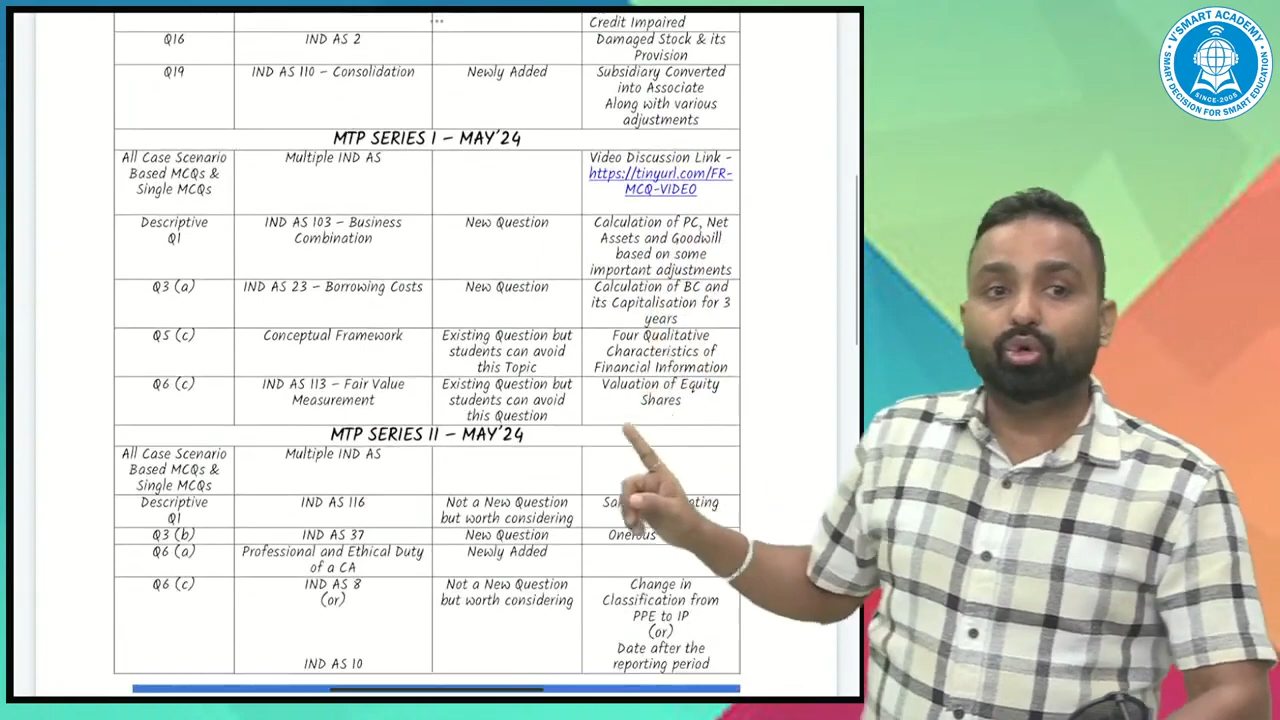 Credit Impaired
Q16 IND AS 2 Damaged Stock & its
Provision
Q19 IND AS 110 – Consolidation Newly Added Subsidiary Converted
into Associate
Along with various
adjustments
MTP SERIES I – MAY'24
All Case Scenario Multiple IND AS Video Discussion Link -
Based MCQs & https://tinyurl.com/FR-
Single MCQs MCQ-VIDEO
Descriptive IND AS 103 – Business New Question Calculation of PC, Net
Q1 Combination Assets and Goodwill
based on some
important adjustments
Q3 (a) IND AS 23 – Borrowing Costs New Question Calculation of BC and
its Capitalisation for 3
years
Q5 (c) Conceptual Framework Existing Question but Four Qualitative
students can avoid Characteristics of
this Topic Financial Information
Q6 (c) IND AS 113 – Fair Value Existing Question but Valuation of Equity
Measurement students can avoid Shares
this Question
MTP SERIES II – MAY'24
All Case Scenario Multiple IND AS
Based MCQs &
Single MCQs
Descriptive IND AS 116 Not a New Question
Q1 but worth considering
Q3 (b) IND AS 37 New Question
Q6 (a) Professional and Ethical Duty Newly Added
of a CA
Q6 (c) IND AS 8 Not a New Question Change in
(or) but worth considering Classification from
PPE to IP
(or)
Date after the
IND AS 10 reporting period
V'SMART ACADEMY
SINCE-2005
SMART DECISION FOR SMART EDUCATION